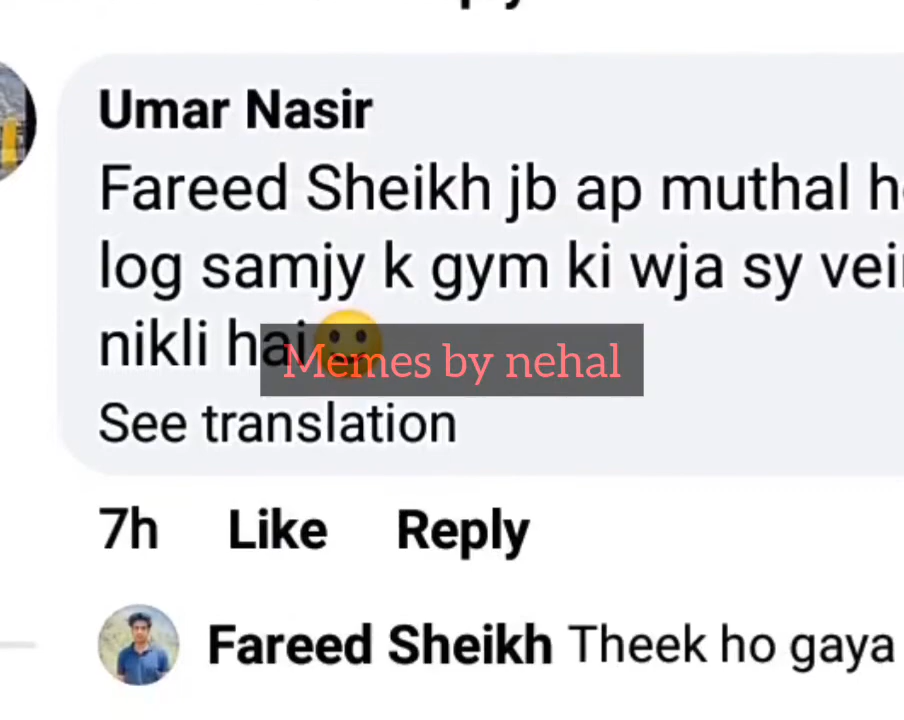 Umar Nasir
Fareed Sheikh jb ap muthal
log samjy k gym ki wja sy
nikli hai
Memes by nehal
See translation
7h Like Reply
Fareed Sheikh Theek ho gaya